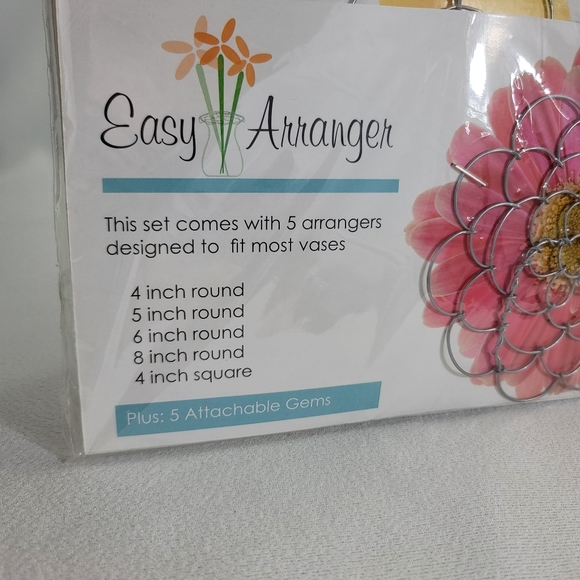 Easy Arranger
This set comes with 5 arrangers
designed to fit most vases
4 inch round
5 inch round
6 inch round
8 inch round
4 inch square
Plus: 5 Attachable Gems